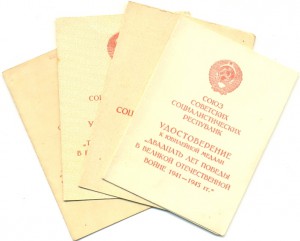 СОЮЗ
СОВЕТСКИХ
СОЦИАЛИСТИЧЕСКИХ
РЕСПУБЛИК
УДОСТОВЕРЕНИЕ
К ЮБИЛЕЙНОЙ МЕДАЛИ
„ДВАДЦАТЬ ЛЕТ ПОБЕДЫ
В ВЕЛИКОЙ ОТЕЧЕСТВЕННОЙ
ВОЙНЕ 1941—1945 гг."